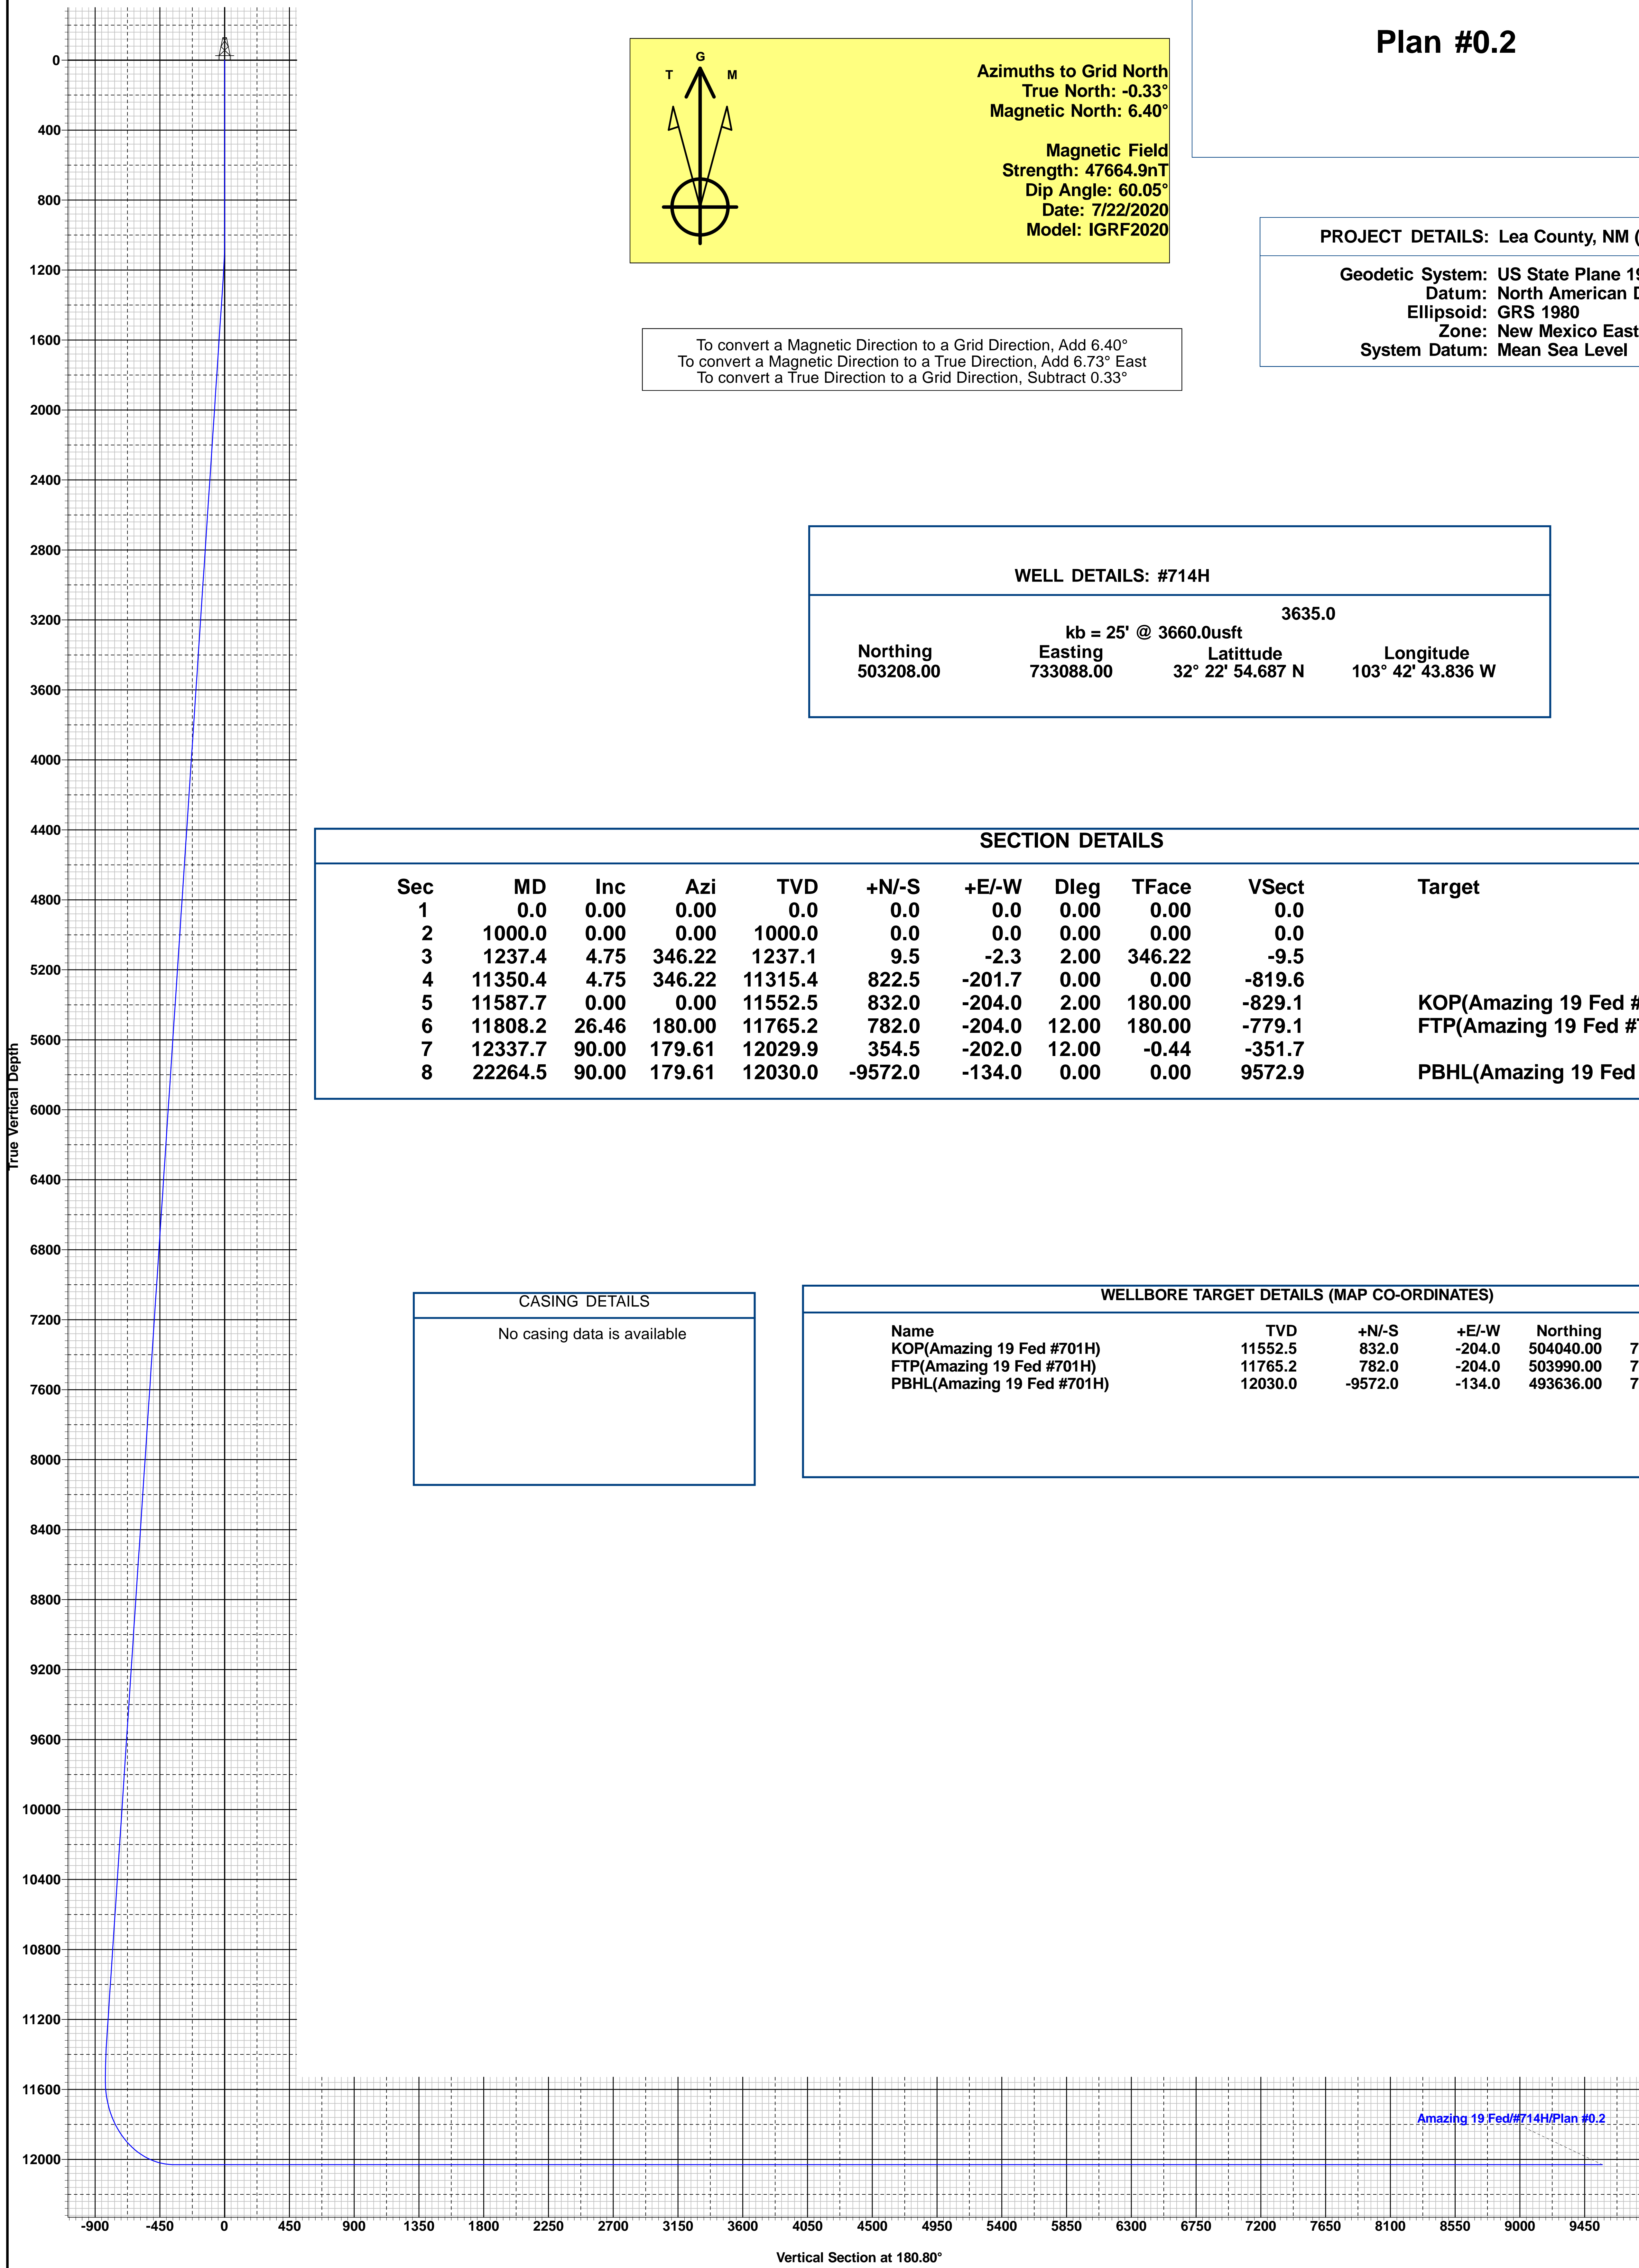 Plan #0.2
G
T M
Azimuths to Grid North
True North: -0.33°
Magnetic North: 6.40°
Magnetic Field
Strength: 47664.9nT
Dip Angle: 60.05°
Date: 7/22/2020
Model: IGRF2020
PROJECT DETAILS: Lea County, NM (
Geodetic System: US State Plane 19
Datum: North American D
Ellipsoid: GRS 1980
Zone: New Mexico East
System Datum: Mean Sea Level
To convert a Magnetic Direction to a Grid Direction, Add 6.40°
To convert a Magnetic Direction to a True Direction, Add 6.73° East
To convert a True Direction to a Grid Direction, Subtract 0.33°
WELL DETAILS: #714H
3635.0
kb = 25' @ 3660.0usft
Northing Easting Latittude Longitude
503208.00 733088.00 32° 22' 54.687 N 103° 42' 43.836 W
SECTION DETAILS
Sec MD Inc Azi TVD +N/-S +E/-W Dleg TFace VSect Target
1 0.0 0.00 0.00 0.0 0.0 0.0 0.00 0.00 0.0
2 1000.0 0.00 0.00 1000.0 0.0 0.0 0.00 0.00 0.0
3 1237.4 4.75 346.22 1237.1 9.5 -2.3 2.00 346.22 -9.5
4 11350.4 4.75 346.22 11315.4 822.5 -201.7 0.00 0.00 -819.6
5 11587.7 0.00 0.00 11552.5 832.0 -204.0 2.00 180.00 -829.1 KOP(Amazing 19 Fed #
6 11808.2 26.46 180.00 11765.2 782.0 -204.0 12.00 180.00 -779.1 FTP(Amazing 19 Fed #
7 12337.7 90.00 179.61 12029.9 354.5 -202.0 12.00 -0.44 -351.7
8 22264.5 90.00 179.61 12030.0 -9572.0 -134.0 0.00 0.00 9572.9 PBHL(Amazing 19 Fed
CASING DETAILS
No casing data is available
WELLBORE TARGET DETAILS (MAP CO-ORDINATES)
Name TVD +N/-S +E/-W Northing
KOP(Amazing 19 Fed #701H) 11552.5 832.0 -204.0 504040.00 7
FTP(Amazing 19 Fed #701H) 11765.2 782.0 -204.0 503990.00 7
PBHL(Amazing 19 Fed #701H) 12030.0 -9572.0 -134.0 493636.00 7
True Vertical Depth
0
400
800
1200
1600
2000
2400
2800
3200
3600
4000
4400
4800
5200
5600
6000
6400
6800
7200
7600
8000
8400
8800
9200
9600
10000
10400
10800
11200
11600
12000
Amazing 19 Fed/#714H/Plan #0.2
-900 -450 0 450 900 1350 1800 2250 2700 3150 3600 4050 4500 4950 5400 5850 6300 6750 7200 7650 8100 8550 9000 9450
Vertical Section at 180.80°